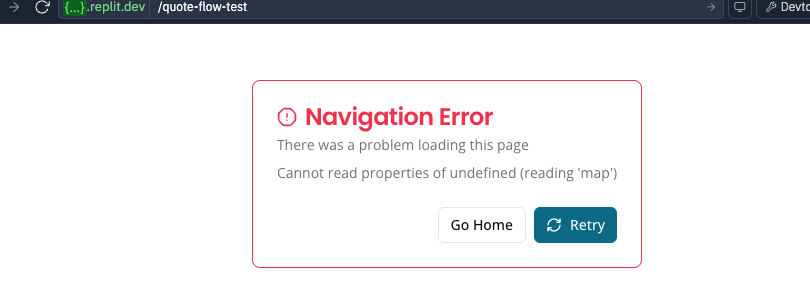 {...}.replit.dev /quote-flow-test
Navigation Error
There was a problem loading this page
Cannot read properties of undefined (reading 'map')
Go Home
Retry